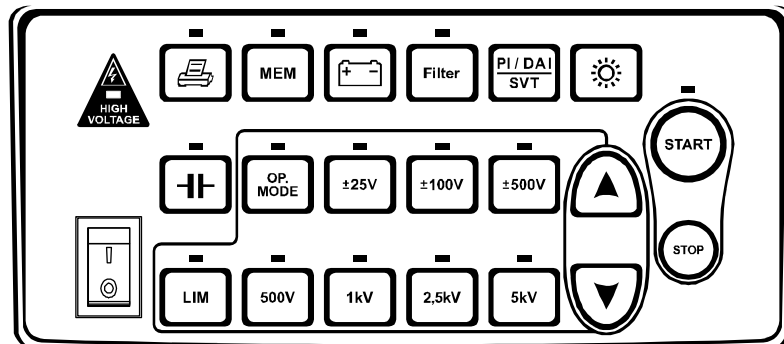 MEM
+ -
Filter
PI / DAI
SVT
HIGH
VOLTAGE
START
OP.
MODE
±25V
±100V
±500V
STOP
LIM
500V
1kV
2,5kV
5kV